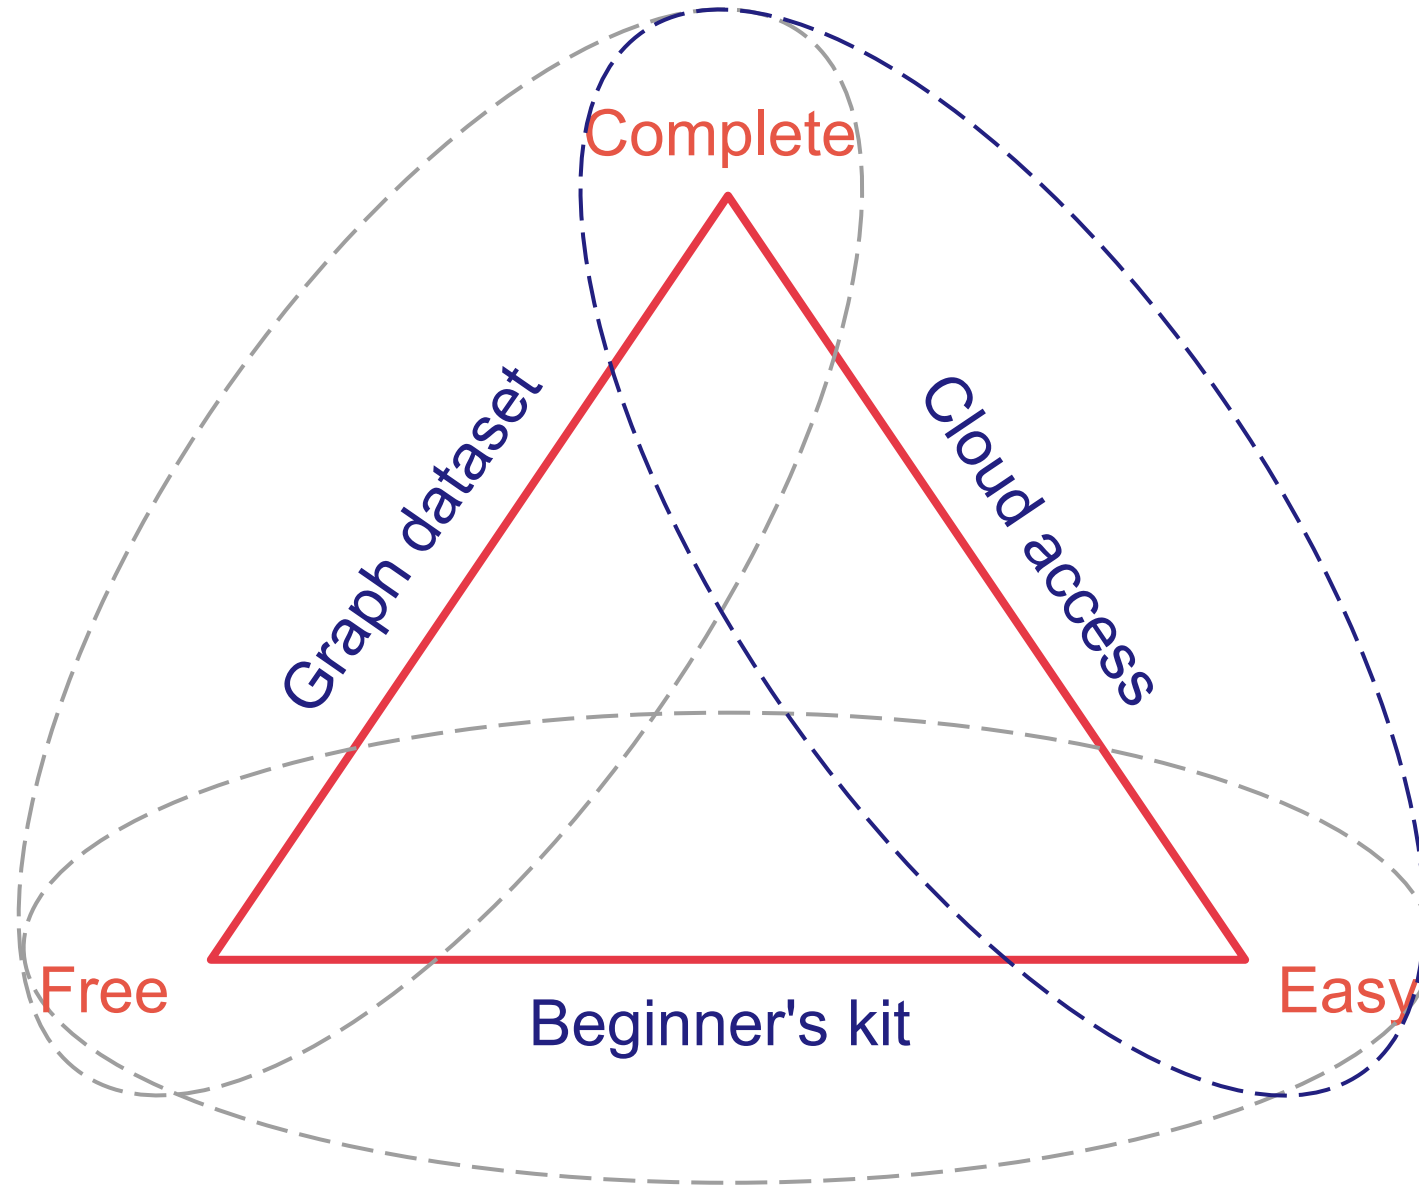 Complete
Graph dataset
Cloud access
Free
Easy
Beginner's kit